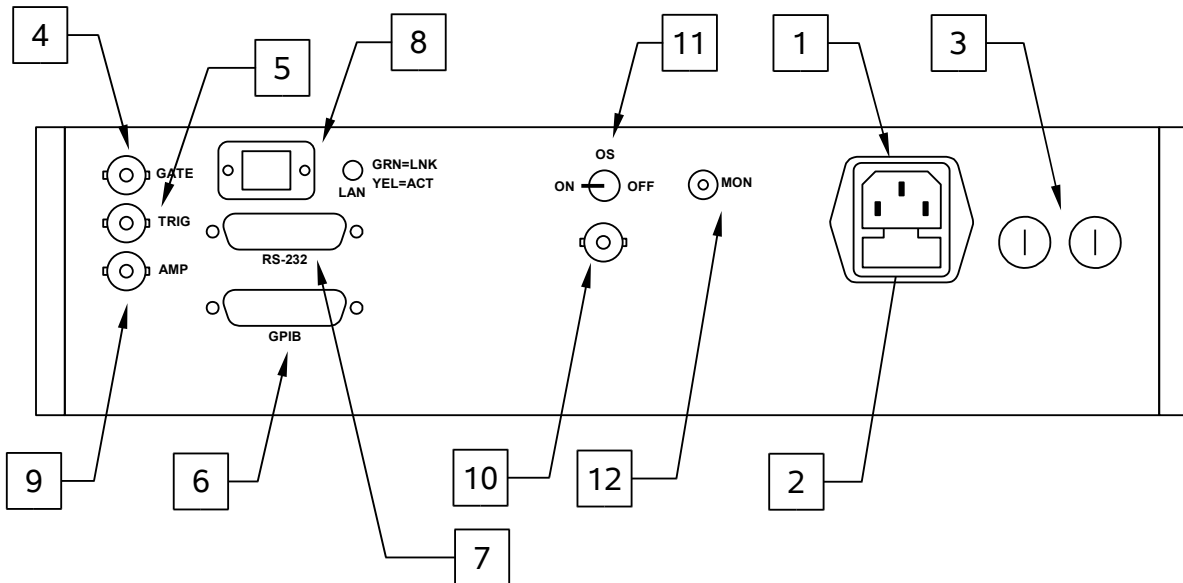 4
5
8
11
1
3
GATE
TRIG
AMP
GRN=LNK
YEL=ACT
LAN
RS-232
GPIB
OS
ON OFF
MON
9
6
7
10
12
2